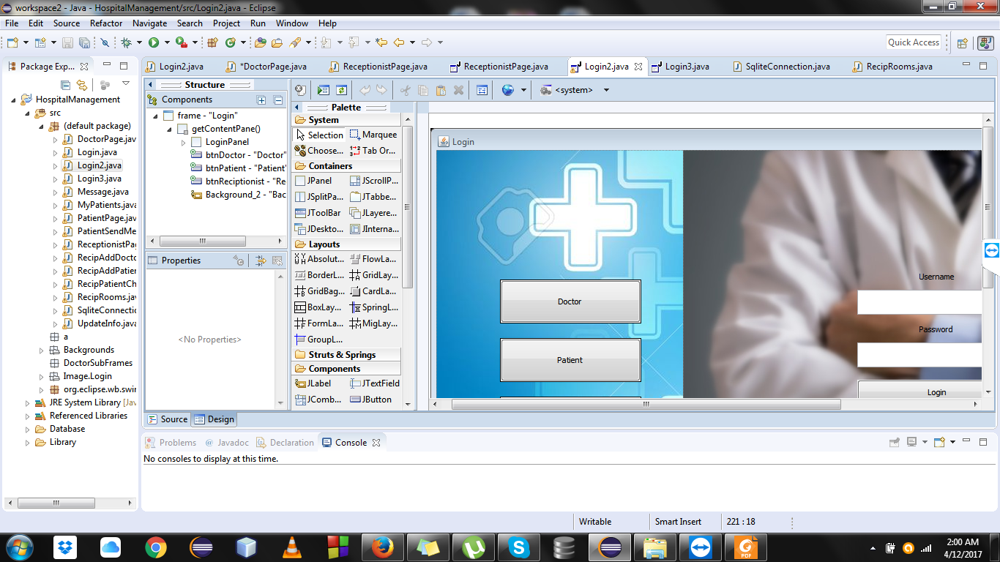 workspace2 - Java - HospitalManagement/src/Login2.java - Eclipse
File Edit Source Refactor Navigate Search Project Run Window Help
Quick Access
Package Exp...
Login2.java *DoctorPage.java ReceptionistPage.java ReceptionistPage.java Login2.java Login3.java SqliteConnection.java RecipRooms.java
HospitalManagement
src
(default package)
DoctorPage.jav
Login.java
Login2.java
Login3.java
Message.java
MyPatients.java
PatientPage.jav
PatientSendMe
ReceptionistPa
RecipAddDocto
RecipAddPatier
RecipPatientCh
RecipRooms.jav
SqliteConnectic
UpdateInfo.java
a
Backgrounds
DoctorSubFrames
Image.Login
org.eclipse.wb.swin
JRE System Library [Jav
Referenced Libraries
Database
Library
Structure
Components
frame - "Login"
getContentPane()
LoginPanel
btnDoctor - "Doctor"
btnPatient - "Patient"
btnReciptionist - "Re
Background_2 - "Bac
Properties
<No Properties>
<system>
Palette
System
Selection Marquee
Choose... Tab Or...
Containers
JPanel JScrollP...
JSplitPa... JTabbe...
JToolBar JLayere...
JDeskto... JInterna...
Layouts
Absolut... FlowLa...
BorderL... GridLay...
GridBag... CardLa...
BoxLay... SpringL...
FormLa... MigLay...
GroupL...
Struts & Springs
Components
JLabel JTextField
JComb... JButton
Login
Doctor
Patient
Username
Password
Login
Source Design
Problems Javadoc Declaration Console
No consoles to display at this time.
Writable Smart Insert 221 : 18
PDF
2:00 AM
4/12/2017